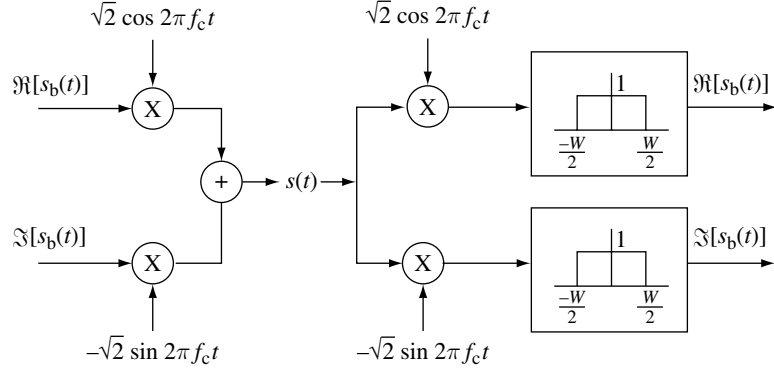 √2 cos 2πf_c t
√2 cos 2πf_c t
ℜ[s_b(t)]
X
X
1
−W/2
W/2
ℜ[s_b(t)]
+
s(t)
ℑ[s_b(t)]
X
X
1
−W/2
W/2
ℑ[s_b(t)]
−√2 sin 2πf_c t
−√2 sin 2πf_c t